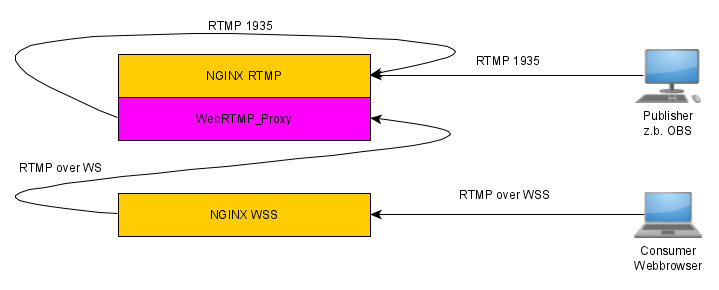 RTMP 1935
NGINX RTMP
RTMP 1935
WebRTMP_Proxy
Publisher
z.b. OBS
RTMP over WS
NGINX WSS
RTMP over WSS
Consumer
Webbrowser